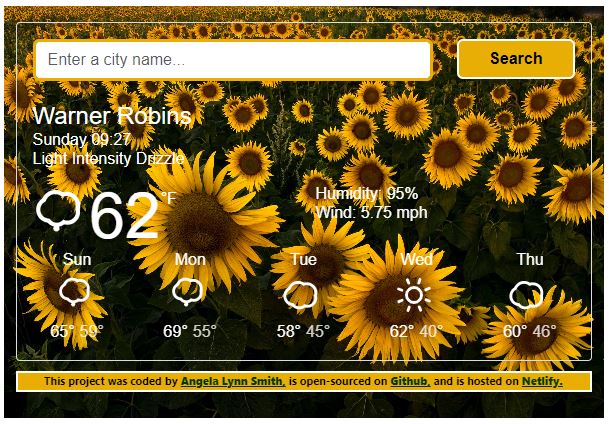 Enter a city name...
Search
Warner Robins
Sunday 09:27
Light Intensity Drizzle
62°F
Humidity: 95%
Wind: 5.75 mph
Sun Mon Tue Wed Thu
65° 59° 69° 55° 58° 45° 62° 40° 60° 46°
This project was coded by Angela Lynn Smith, is open-sourced on Github, and is hosted on Netlify.